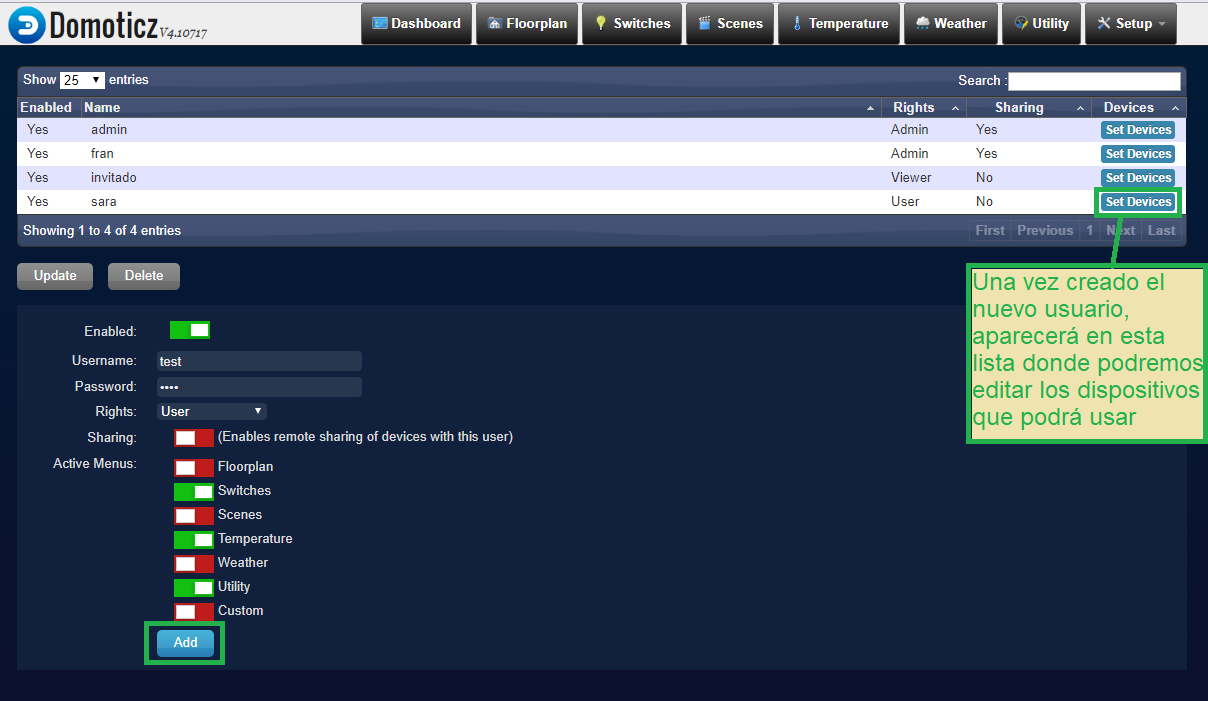 Domoticz V4.10717 Dashboard Floorplan Switches Scenes Temperature Weather Utility Setup
Show 25 entries Search :
Enabled Name Rights Sharing Devices
Yes admin Admin Yes Set Devices
Yes fran Admin Yes Set Devices
Yes invitado Viewer No Set Devices
Yes sara User No Set Devices
Showing 1 to 4 of 4 entries First Previous 1 Next Last
Update Delete
Una vez creado el
nuevo usuario,
aparecerá en esta
lista donde podremos
editar los dispositivos
que podrá usar
Enabled:
Username: test
Password: ••••
Rights: User
Sharing: (Enables remote sharing of devices with this user)
Active Menus: Floorplan
Switches
Scenes
Temperature
Weather
Utility
Custom
Add